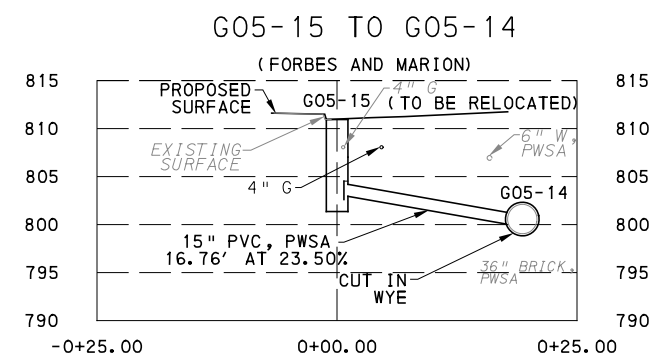 G05-15 TO G05-14
(FORBES AND MARION)
815
815
PROPOSED
SURFACE
4" G
G05-15
(TO BE RELOCATED)
810
810
EXISTING
SURFACE
6" W,
PWSA
805
805
4" G
G05-14
800
800
15" PVC, PWSA
16.76' AT 23.50%
795
795
CUT IN
WYE
36" BRICK,
PWSA
790
790
-0+25.00
0+00.00
0+25.00